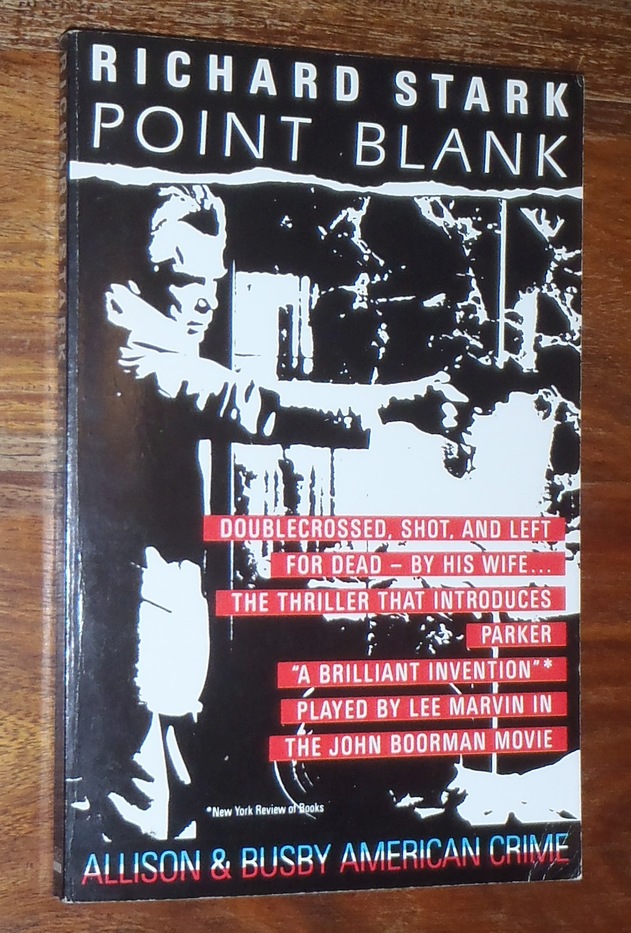 RICHARD STARK
POINT BLANK
DOUBLECROSSED, SHOT, AND LEFT
FOR DEAD – BY HIS WIFE...
THE THRILLER THAT INTRODUCES
PARKER
"A BRILLIANT INVENTION"*
PLAYED BY LEE MARVIN IN
THE JOHN BOORMAN MOVIE
*New York Review of Books
ALLISON & BUSBY AMERICAN CRIME
RICHARD STARK